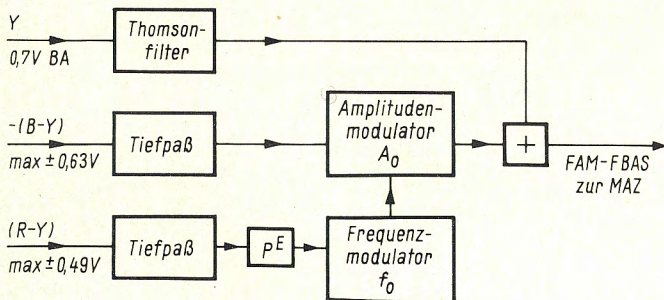 Y
0,7V BA
Thomson-
filter
-(B-Y)
max ± 0,63V
Tiefpaß
Amplituden-
modulator
A₀
+
FAM-FBAS
zur MAZ
(R-Y)
max ± 0,49V
Tiefpaß
Pᴱ
Frequenz-
modulator
f₀